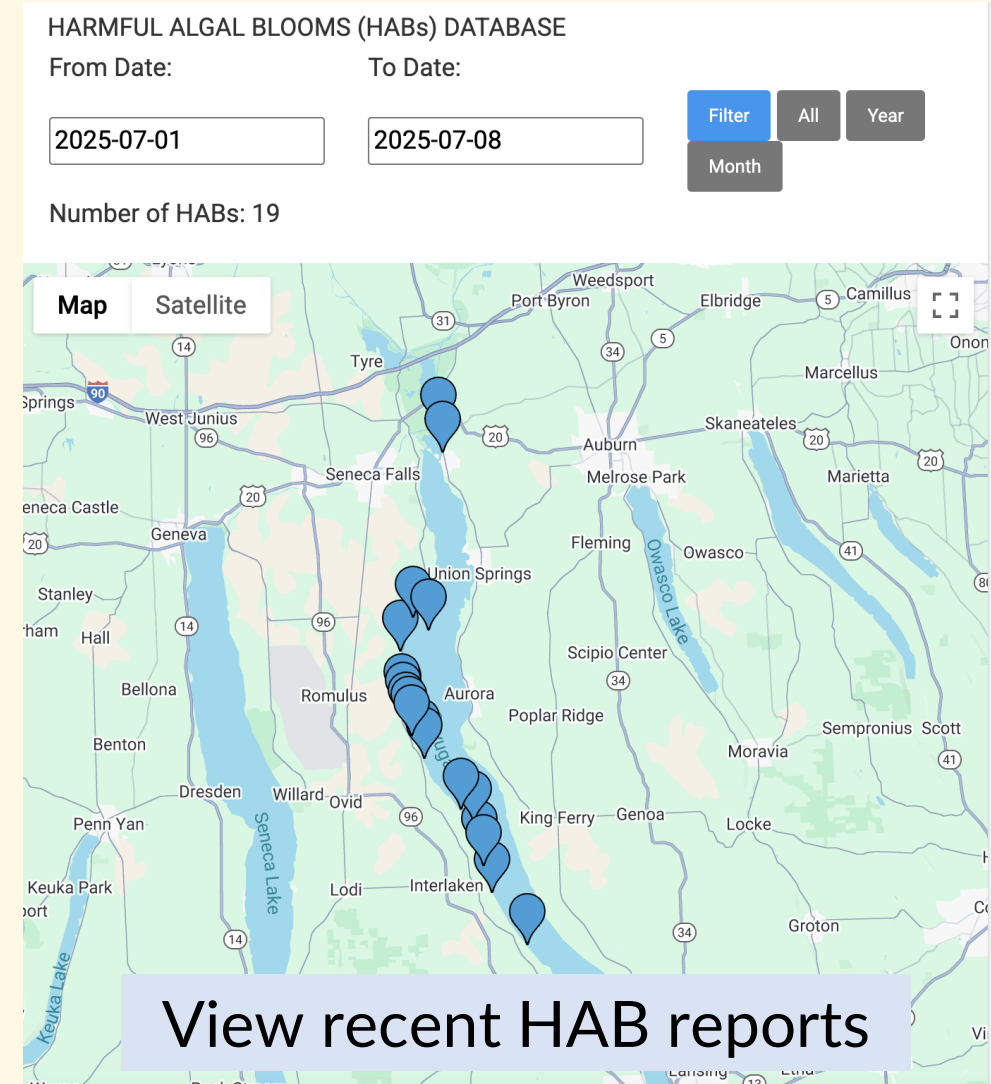 HARMFUL ALGAL BLOOMS (HABs) DATABASE
From Date: To Date:
2025-07-01 2025-07-08
Filter All Year
Month
Number of HABs: 19
Map Satellite
Weedsport
Port Byron Elbridge 5 Camillus
31
14 34 5
Tyre
Marcellus
90
Springs
West Junius
96 20 Auburn Skaneateles 20
Seneca Falls Melrose Park Marietta 20
20
eneca Castle
Geneva
20 Fleming Owasco 41
Union Springs
Stanley
14 96
Hall
Owasco Lake
Scipio Center
34
Bellona Romulus Aurora
Poplar Ridge
Sempronius Scott
Benton Moravia
41
Dresden Willard Ovid
96 King Ferry Genoa
Penn Yan Locke
Seneca Lake
Keuka Park Lodi Interlaken
Groton
14 34
Keuka Lake
View recent HAB reports